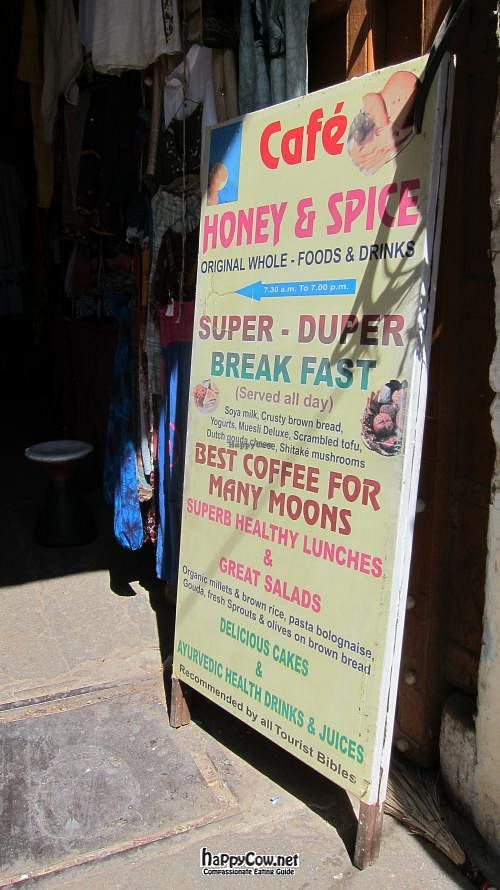 Café
HONEY & SPICE
ORIGINAL WHOLE - FOODS & DRINKS
7.30 a.m. To 7.00 p.m.
SUPER - DUPER
BREAK FAST
(Served all day)
Soya milk, Crusty brown bread,
Yogurts, Muesli Deluxe, Scrambled tofu,
Dutch gouda cheese, Shitaké mushrooms
BEST COFFEE FOR
MANY MOONS
SUPERB HEALTHY LUNCHES
&
GREAT SALADS
Organic millets & brown rice, pasta bolognaise,
Gouda, fresh Sprouts & olives on brown bread
DELICIOUS CAKES
&
AYURVEDIC HEALTH DRINKS & JUICES
Recommended by all Tourist Bibles
haPPyCow.net
Compassionate Eating Guide